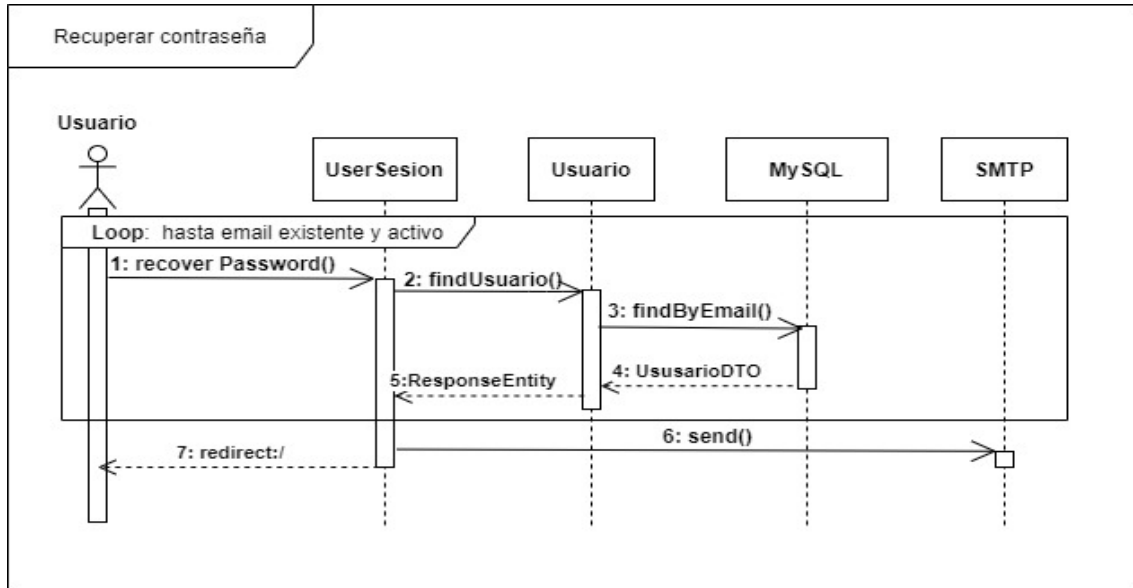 Recuperar contraseña
Usuario
UserSesion
Usuario
MySQL
SMTP
Loop: hasta email existente y activo
1: recover Password()
2: findUsuario()
3: findByEmail()
4: UsusarioDTO
5:ResponseEntity
6: send()
7: redirect:/